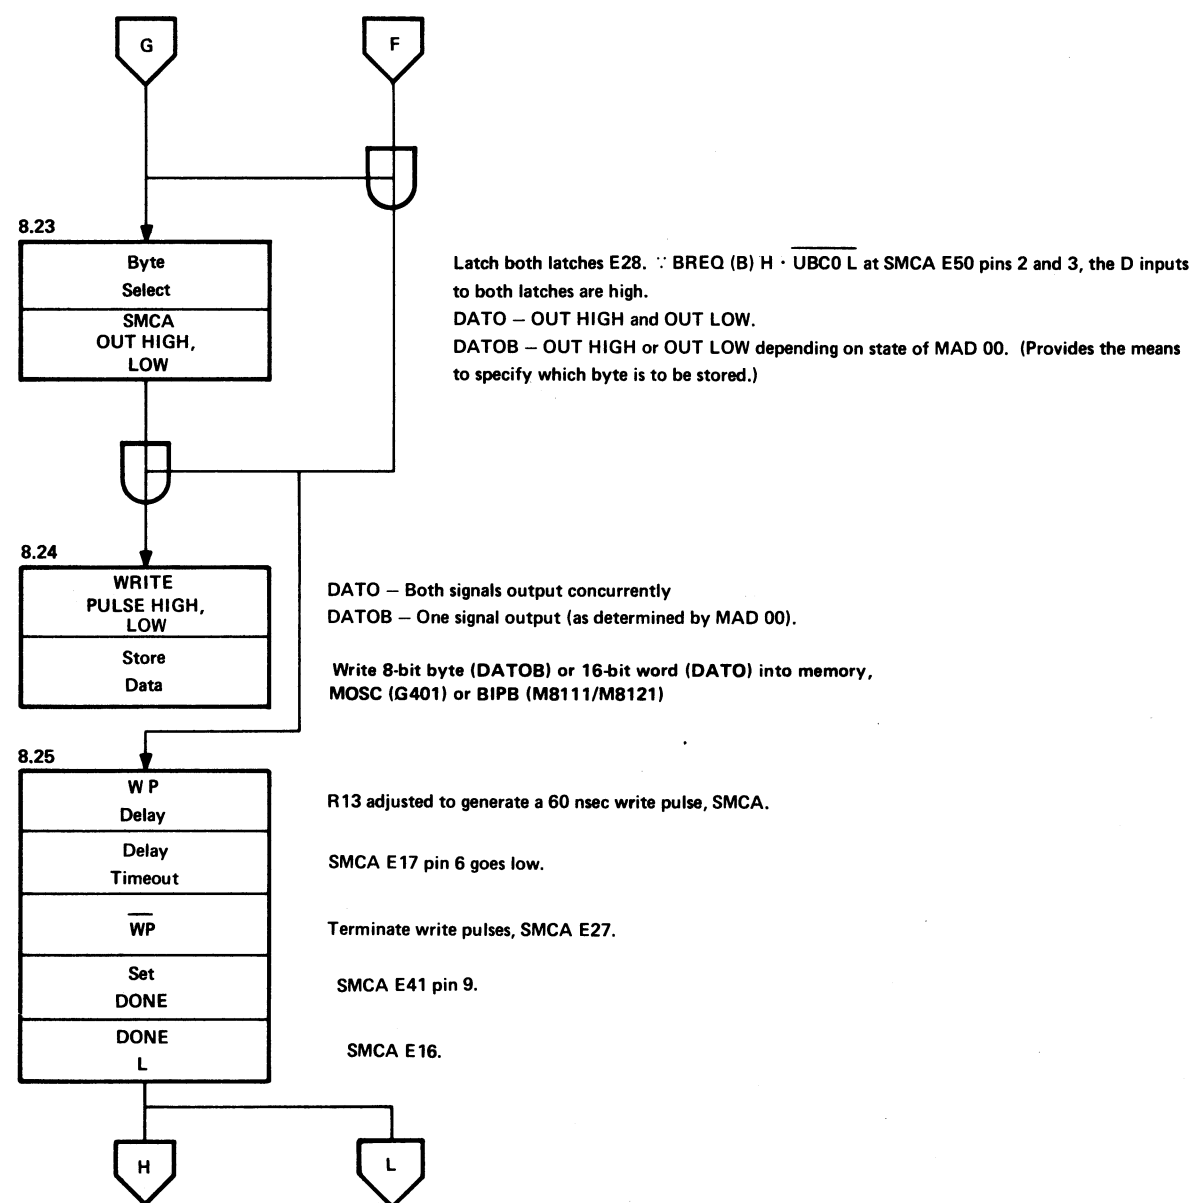 G
F
8.23
Byte
Select
SMCA
OUT HIGH,
LOW
Latch both latches E28. ∵ BREQ (B) H · U̅B̅C̅0̅ ̅L̅ at SMCA E50 pins 2 and 3, the D inputs
to both latches are high.
DATO — OUT HIGH and OUT LOW.
DATOB — OUT HIGH or OUT LOW depending on state of MAD 00. (Provides the means
to specify which byte is to be stored.)
8.24
WRITE
PULSE HIGH,
LOW
Store
Data
DATO — Both signals output concurrently
DATOB — One signal output (as determined by MAD 00).
Write 8-bit byte (DATOB) or 16-bit word (DATO) into memory,
MOSC (G401) or BIPB (M8111/M8121)
8.25
W P
Delay
R13 adjusted to generate a 60 nsec write pulse, SMCA.
Delay
Timeout
SMCA E17 pin 6 goes low.
W̅P̅
Terminate write pulses, SMCA E27.
Set
DONE
SMCA E41 pin 9.
DONE
L
SMCA E16.
H
L